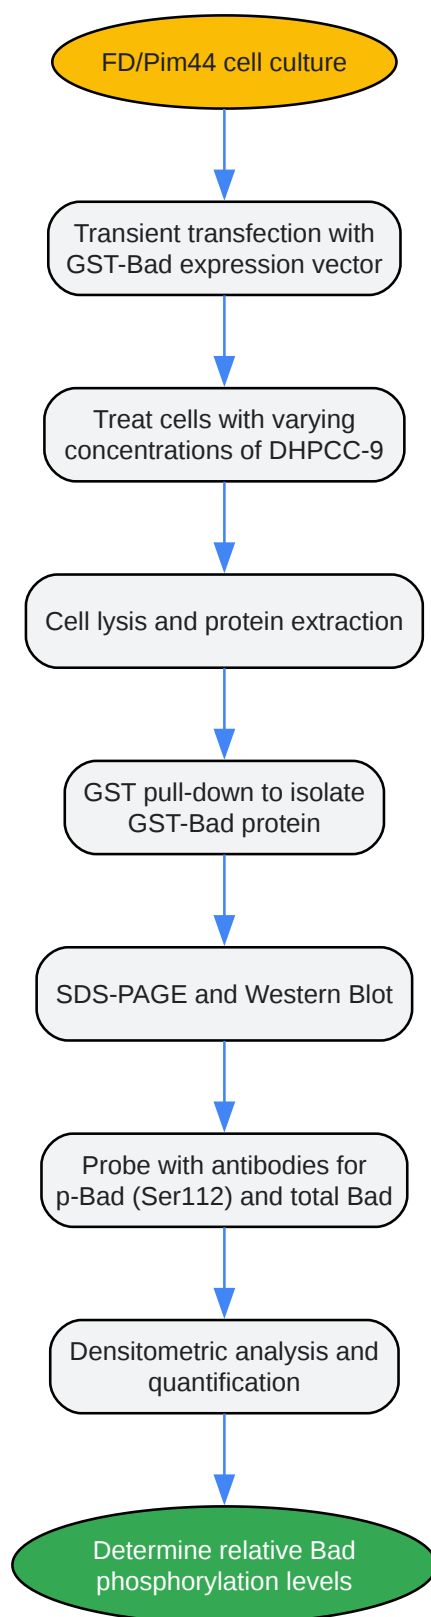 FD/Pim44 cell culture
Transient transfection with
GST-Bad expression vector
Treat cells with varying
concentrations of DHPCC-9
Cell lysis and protein extraction
GST pull-down to isolate
GST-Bad protein
SDS-PAGE and Western Blot
Probe with antibodies for
p-Bad (Ser112) and total Bad
Densitometric analysis and
quantification
Determine relative Bad
phosphorylation levels